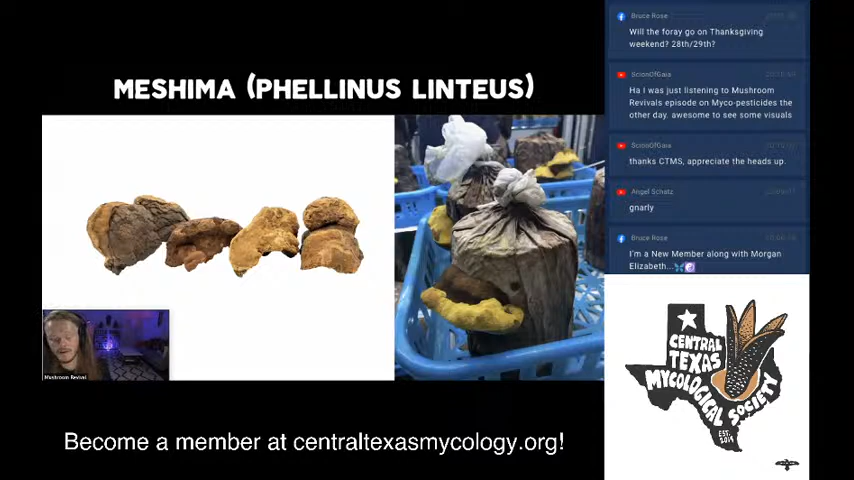 MESHIMA (PHELLINUS LINTEUS)
Mushroom Revival
Become a member at centraltexasmycology.org!
Bruce Rose
Will the foray go on Thanksgiving
weekend? 28th/29th?
ScionOfGaia
Ha I was just listening to Mushroom
Revivals episode on Myco-pesticides the
other day. awesome to see some visuals
ScionOfGaia
thanks CTMS, appreciate the heads up.
Angel Schatz
gnarly
Bruce Rose
I'm a New Member along with Morgan
Elizabeth...
CENTRAL
TEXAS
MYCOLOGICAL SOCIETY
EST.
2019